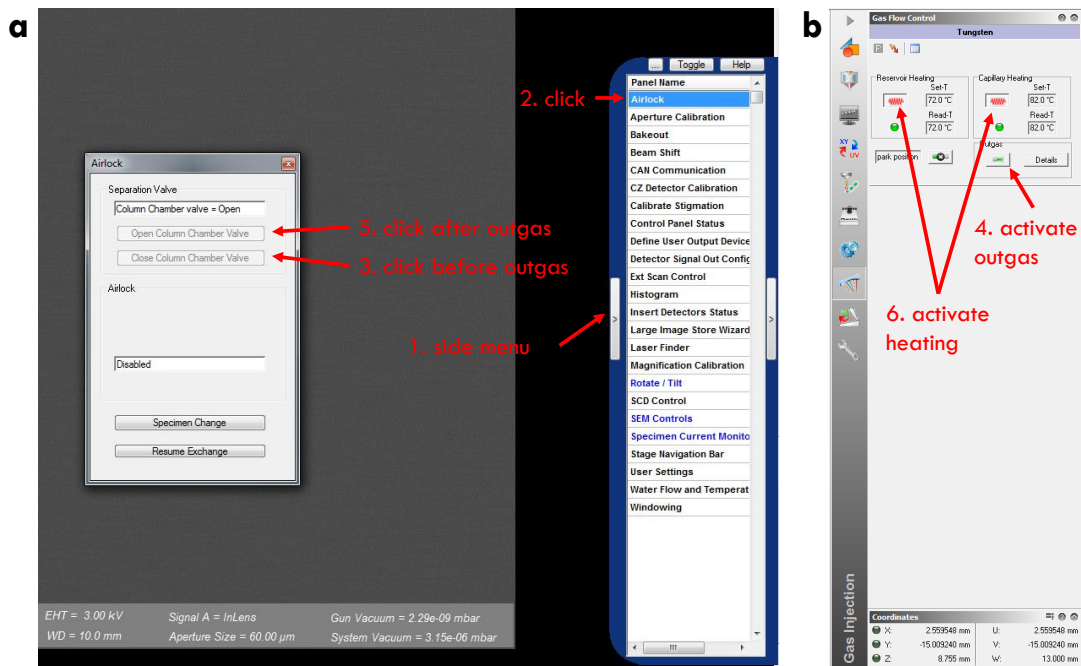 a
... Toggle Help
Panel Name
Airlock
Aperture Calibration
Bakeout
Beam Shift
CAN Communication
CZ Detector Calibration
Calibrate Stigmation
Control Panel Status
Define User Output Device
Detector Signal Out Config
Ext Scan Control
Histogram
Insert Detectors Status
Large Image Store Wizard
Laser Finder
Magnification Calibration
Rotate / Tilt
SCD Control
SEM Controls
Specimen Current Monito
Stage Navigation Bar
User Settings
Water Flow and Temperat
Windowing
2. click
1. side menu
Airlock
Separation Valve
Column Chamber valve = Open
Open Column Chamber Valve
Close Column Chamber Valve
5. click after outgas
3. click before outgas
Airlock
Disabled
Specimen Change
Resume Exchange
EHT = 3.00 kV Signal A = InLens Gun Vacuum = 2.29e-09 mbar
WD = 10.0 mm Aperture Size = 60.00 µm System Vacuum = 3.15e-06 mbar
b
Gas Flow Control
Tungsten
Reservoir Heating Capillary Heating
Set-T Set-T
72.0 °C 82.0 °C
Read-T Read-T
72.0 °C 82.0 °C
park position Outgas
Details
XY
UV
4. activate
outgas
6. activate
heating
Gas Injection
Coordinates
X: 2.559548 mm U: 2.559548 mm
Y: -15.009240 mm V: -15.009240 mm
Z: 8.755 mm W: 13.000 mm